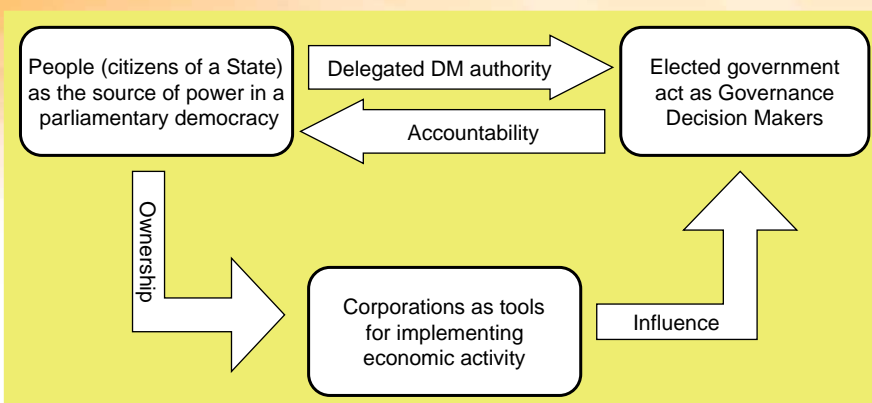 People (citizens of a State)
as the source of power in a
parliamentary democracy
Delegated DM authority
Accountability
Elected government
act as Governance
Decision Makers
Ownership
Corporations as tools
for implementing
economic activity
Influence